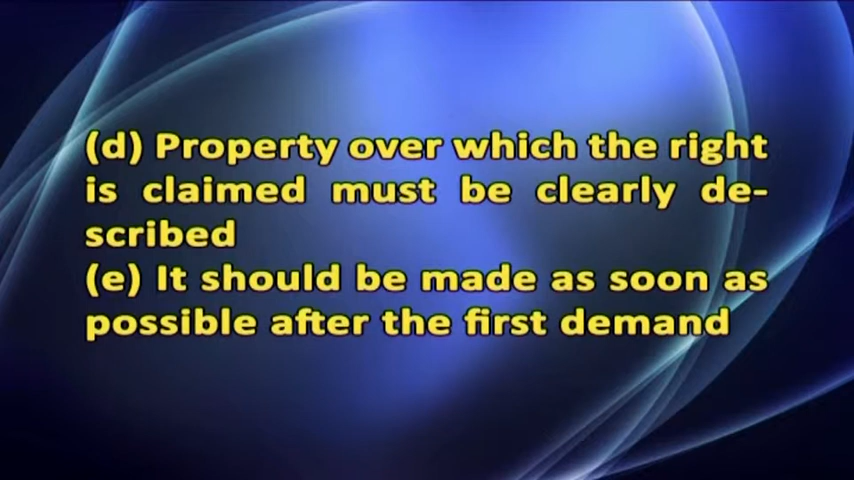 (d) Property over which the right
is claimed must be clearly de-
scribed
(e) It should be made as soon as
possible after the first demand